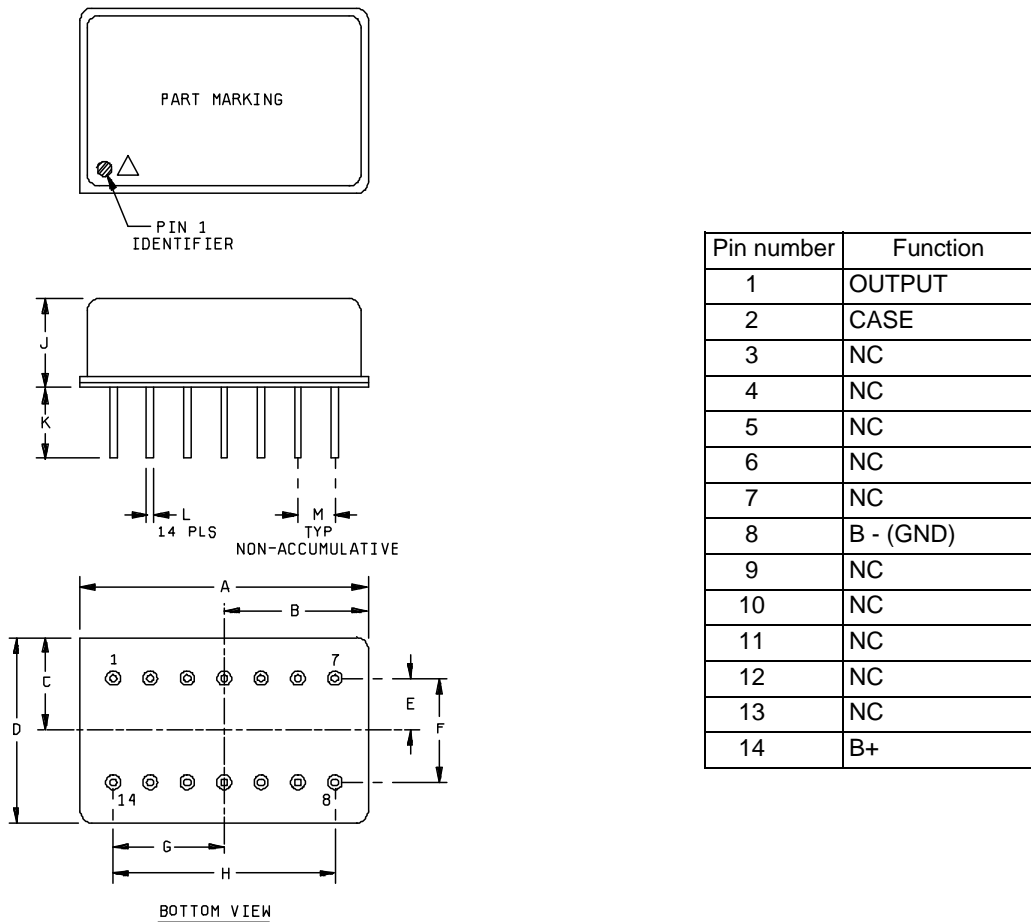 PART MARKING
PIN 1
IDENTIFIER
J
K
L
14 PLS
M
TYP
NON-ACCUMULATIVE
A
B
1
7
C
D
E
F
14
8
G
H
BOTTOM VIEW
Pin number Function
1 OUTPUT
2 CASE
3 NC
4 NC
5 NC
6 NC
7 NC
8 B - (GND)
9 NC
10 NC
11 NC
12 NC
13 NC
14 B+